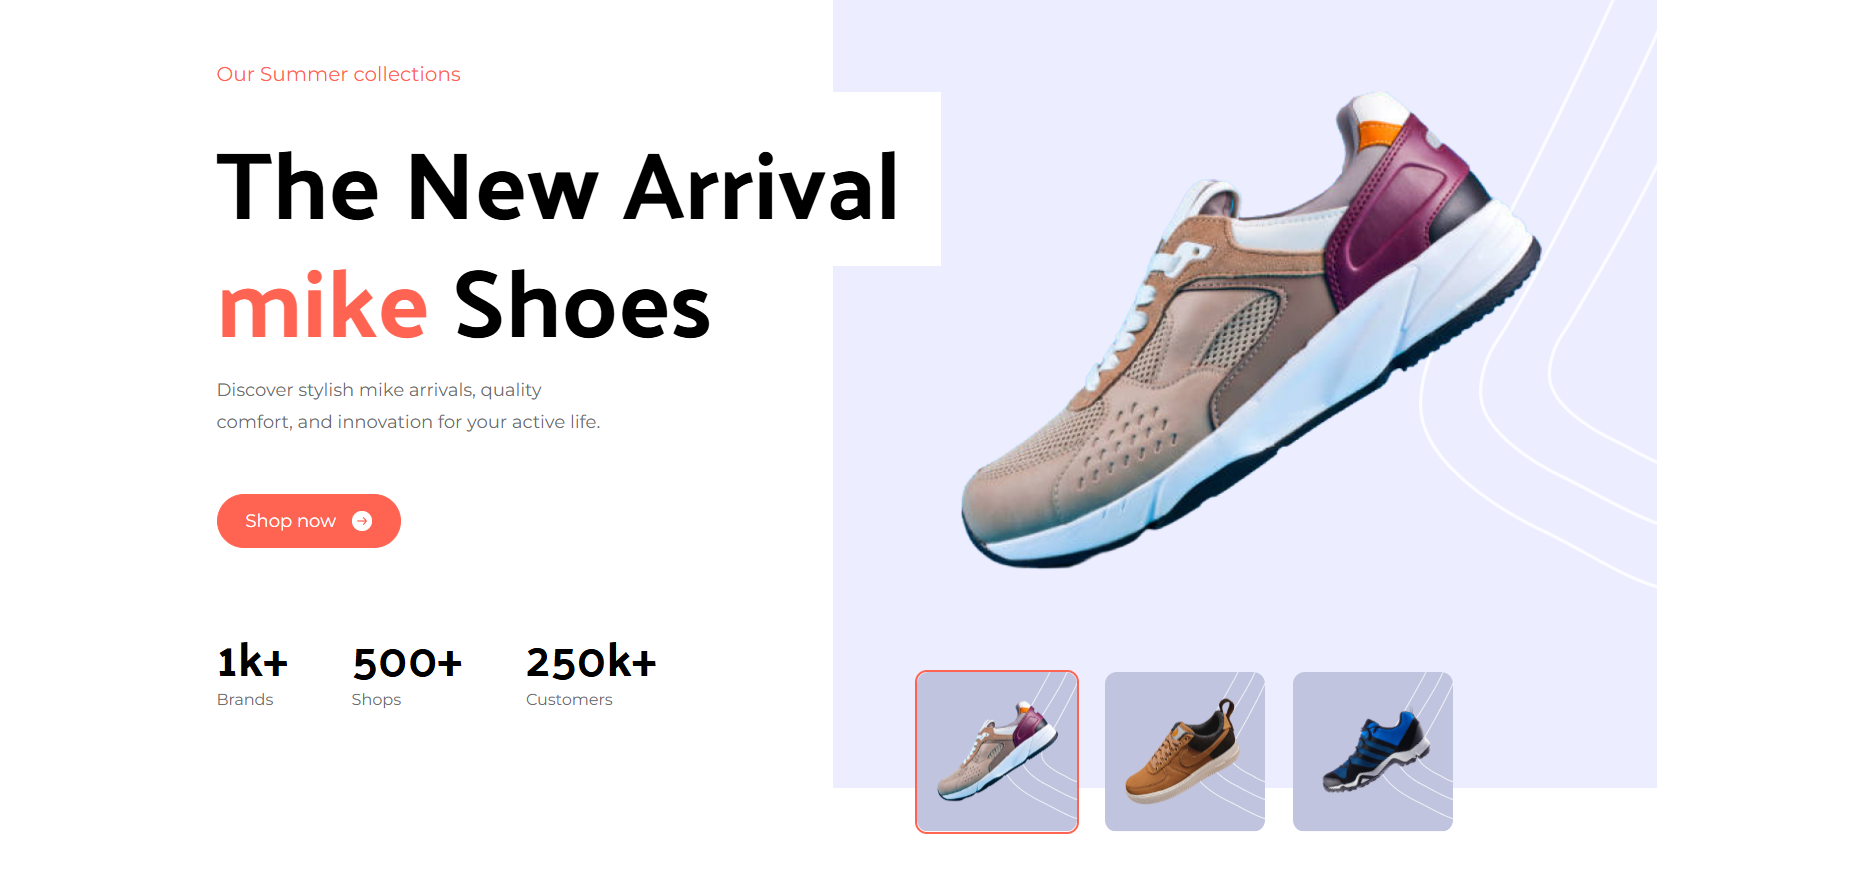 Our Summer collections
The New Arrival
mike Shoes
Discover stylish mike arrivals, quality
comfort, and innovation for your active life.
Shop now
1k+ 500+ 250k+
Brands Shops Customers